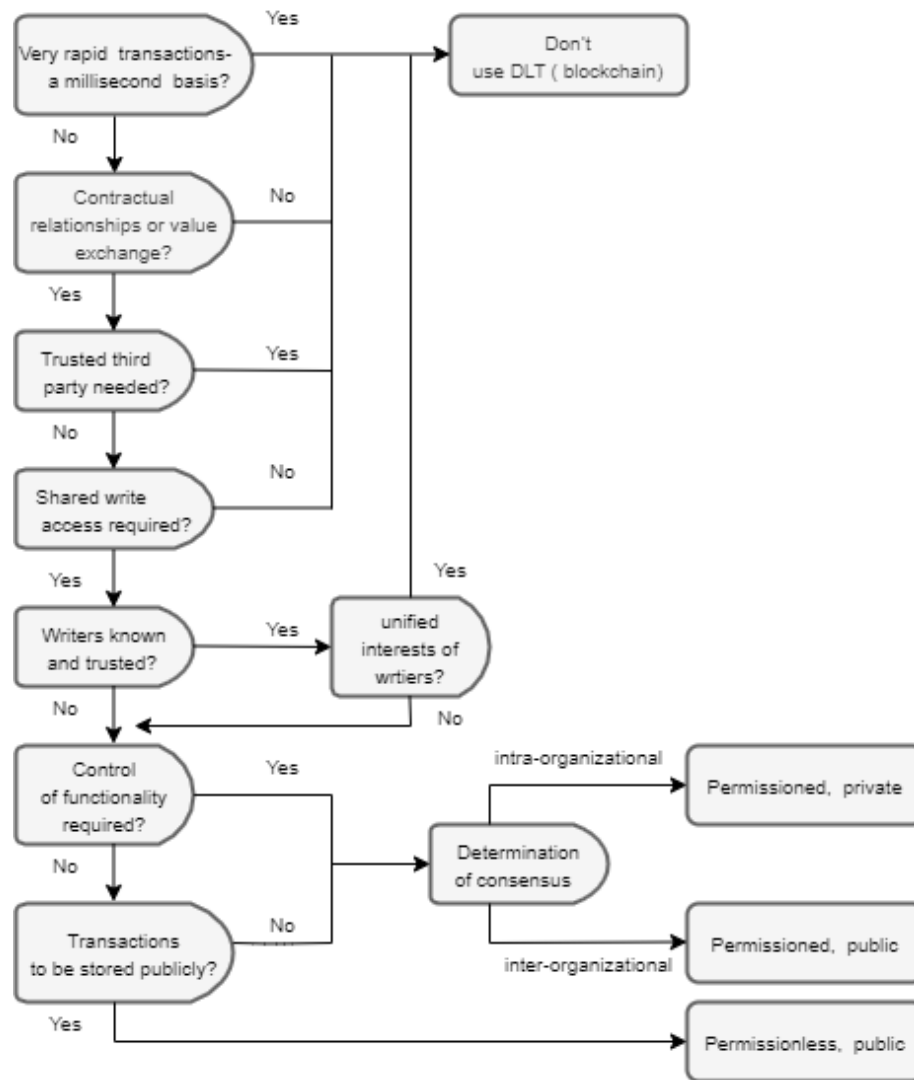 Yes
Very rapid transactions-
a millisecond basis?
Don't
use DLT ( blockchain)
No
Contractual
relationships or value
exchange?
No
Yes
Trusted third
party needed?
Yes
No
Shared write
access required?
No
Yes
Writers known
and trusted?
Yes
Yes
unified
interests of
wrtiers?
No
No
Control
of functionality
required?
Yes
intra-organizational
Permissioned, private
No
Determination
of consensus
Transactions
to be stored publicly?
No
inter-organizational
Permissioned, public
Yes
Permissionless, public